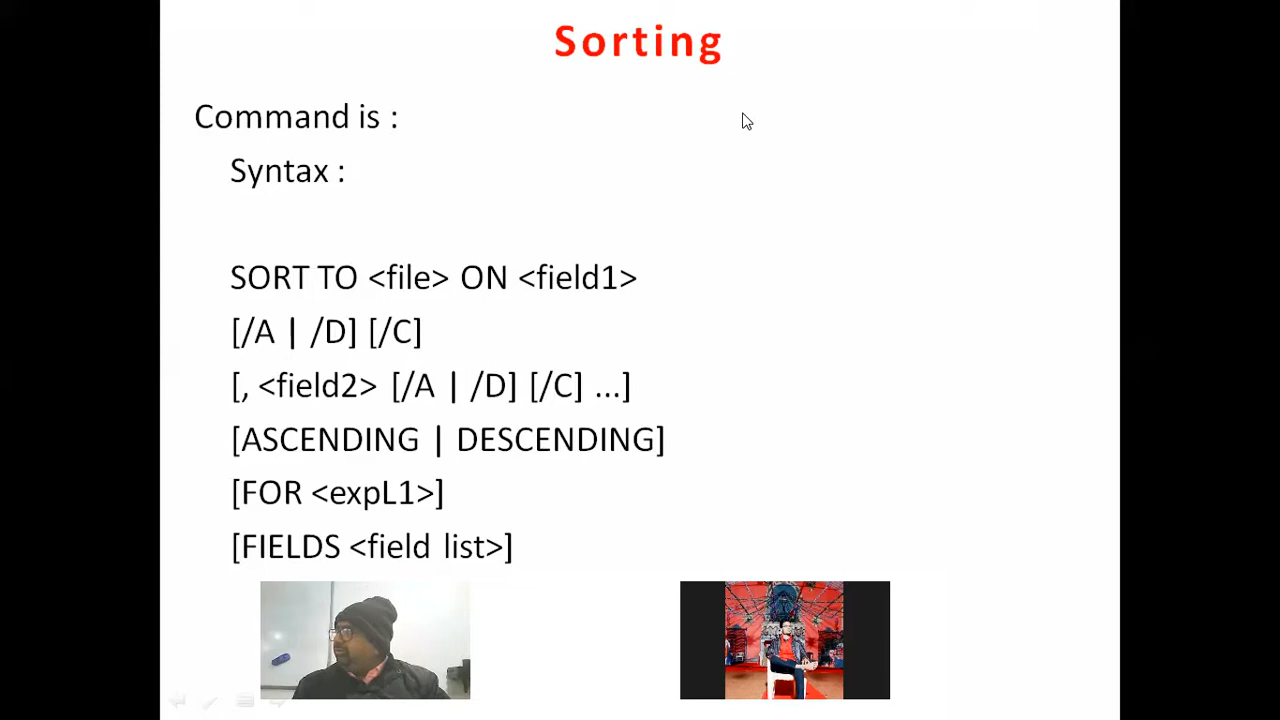 Sorting
Command is :
Syntax :
SORT TO <file> ON <field1>
[/A | /D] [/C]
[, <field2> [/A | /D] [/C] ...]
[ASCENDING | DESCENDING]
[FOR <expL1>]
[FIELDS <field list>]